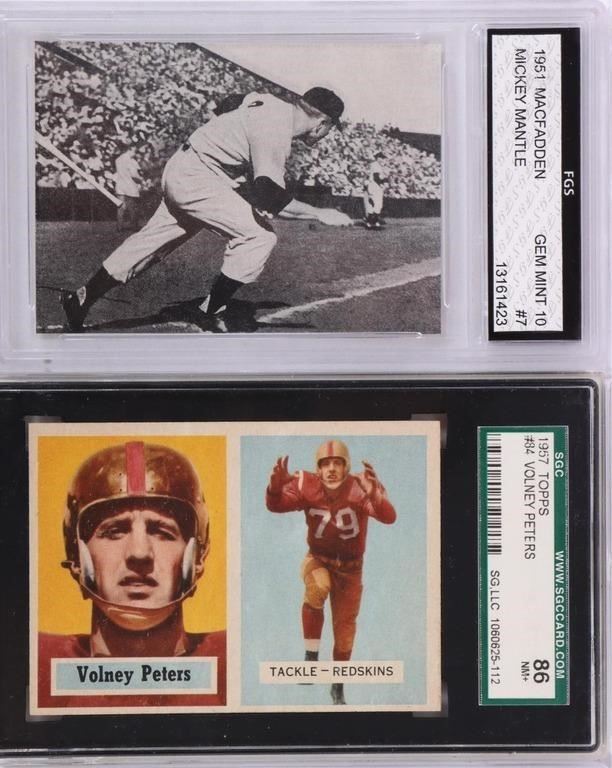 FGS
1951 MACFADDEN GEM MINT 10
MICKEY MANTLE #7
13161423
SGC WWW.SGCCARD.COM
1957 TOPPS 86
#84 VOLNEY PETERS NM+
SG,LLC 1060625-112
79
Volney Peters
TACKLE – REDSKINS